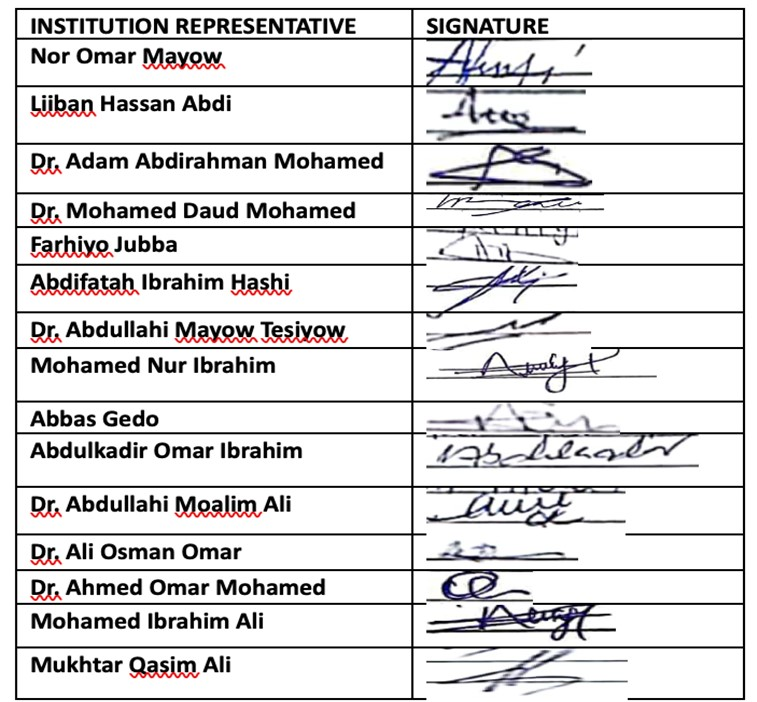 INSTITUTION REPRESENTATIVE SIGNATURE
Nor Omar Mayow
Liiban Hassan Abdi
Dr. Adam Abdirahman Mohamed
Dr. Mohamed Daud Mohamed
Farhiyo Jubba
Abdifatah Ibrahim Hashi
Dr. Abdullahi Mayow Tesiyow
Mohamed Nur Ibrahim
Abbas Gedo
Abdulkadir Omar Ibrahim
Dr. Abdullahi Moalim Ali
Dr. Ali Osman Omar
Dr. Ahmed Omar Mohamed
Mohamed Ibrahim Ali
Mukhtar Qasim Ali